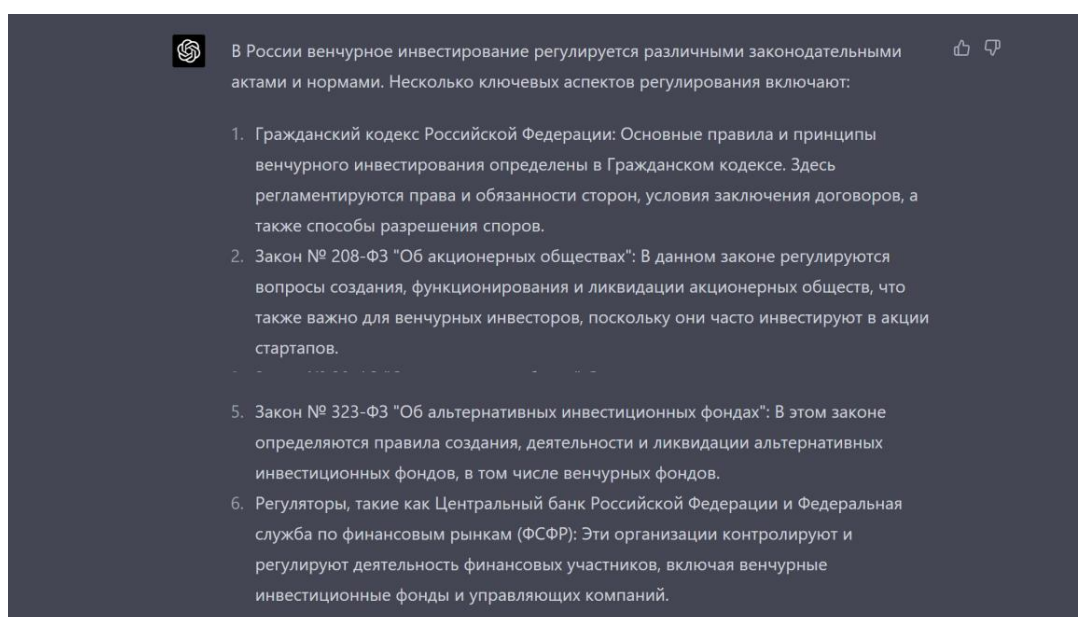 В России венчурное инвестирование регулируется различными законодательными
актами и нормами. Несколько ключевых аспектов регулирования включают:
1. Гражданский кодекс Российской Федерации: Основные правила и принципы
венчурного инвестирования определены в Гражданском кодексе. Здесь
регламентируются права и обязанности сторон, условия заключения договоров, а
также способы разрешения споров.
2. Закон № 208-ФЗ "Об акционерных обществах": В данном законе регулируются
вопросы создания, функционирования и ликвидации акционерных обществ, что
также важно для венчурных инвесторов, поскольку они часто инвестируют в акции
стартапов.
5. Закон № 323-ФЗ "Об альтернативных инвестиционных фондах": В этом законе
определяются правила создания, деятельности и ликвидации альтернативных
инвестиционных фондов, в том числе венчурных фондов.
6. Регуляторы, такие как Центральный банк Российской Федерации и Федеральная
служба по финансовым рынкам (ФСФР): Эти организации контролируют и
регулируют деятельность финансовых участников, включая венчурные
инвестиционные фонды и управляющих компаний.